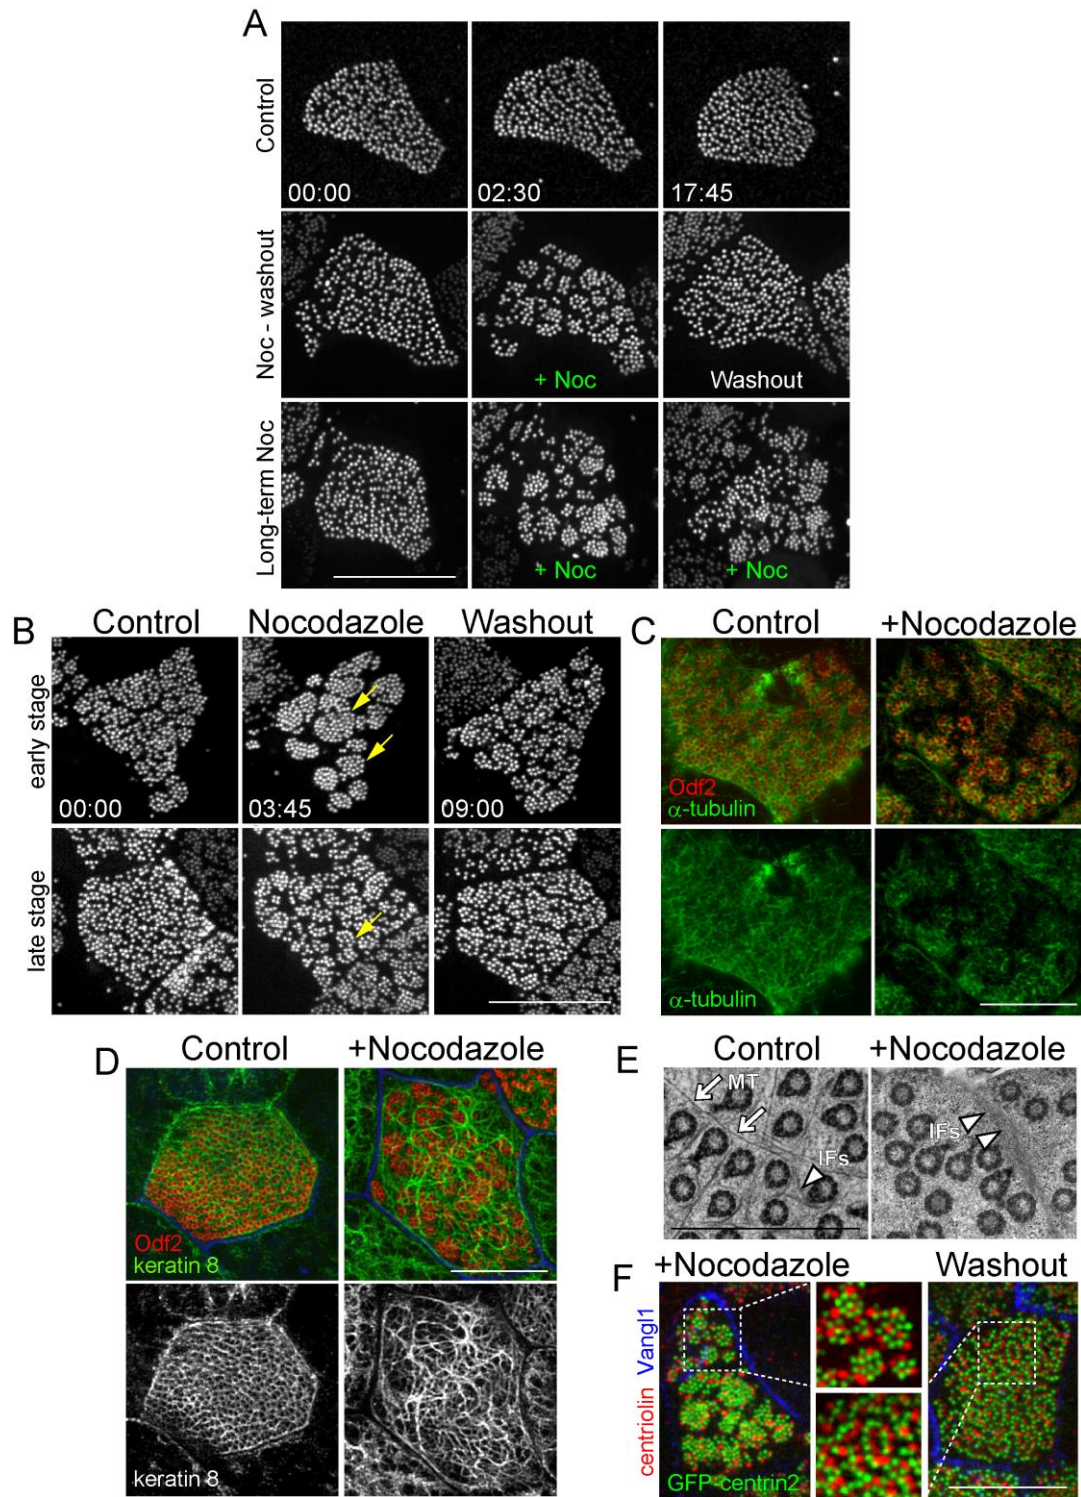 A
Control
00:00
02:30
17:45
Noc - washout
+ Noc
Washout
Long-term Noc
+ Noc
+ Noc
B
Control
Nocodazole
Washout
early stage
00:00
03:45
09:00
late stage
C
Control
+Nocodazole
Odf2
α-tubulin
α-tubulin
D
Control
+Nocodazole
Odf2
keratin 8
keratin 8
E
Control
+Nocodazole
MT
IFs
IFs
F
+Nocodazole
Washout
centriolin Vangl1
GFP-centrin2